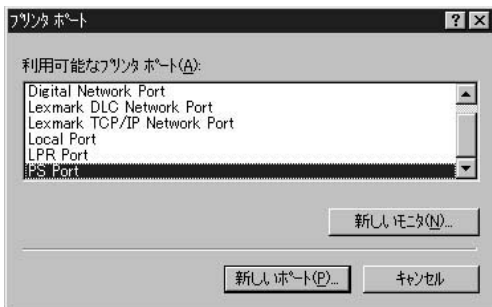 プリンタ ポート
利用可能なプリンタ ポート(A):
Digital Network Port
Lexmark DLC Network Port
Lexmark TCP/IP Network Port
Local Port
LPR Port
PS Port
新しいモニタ(N)...
新しいポート(P)...
キャンセル